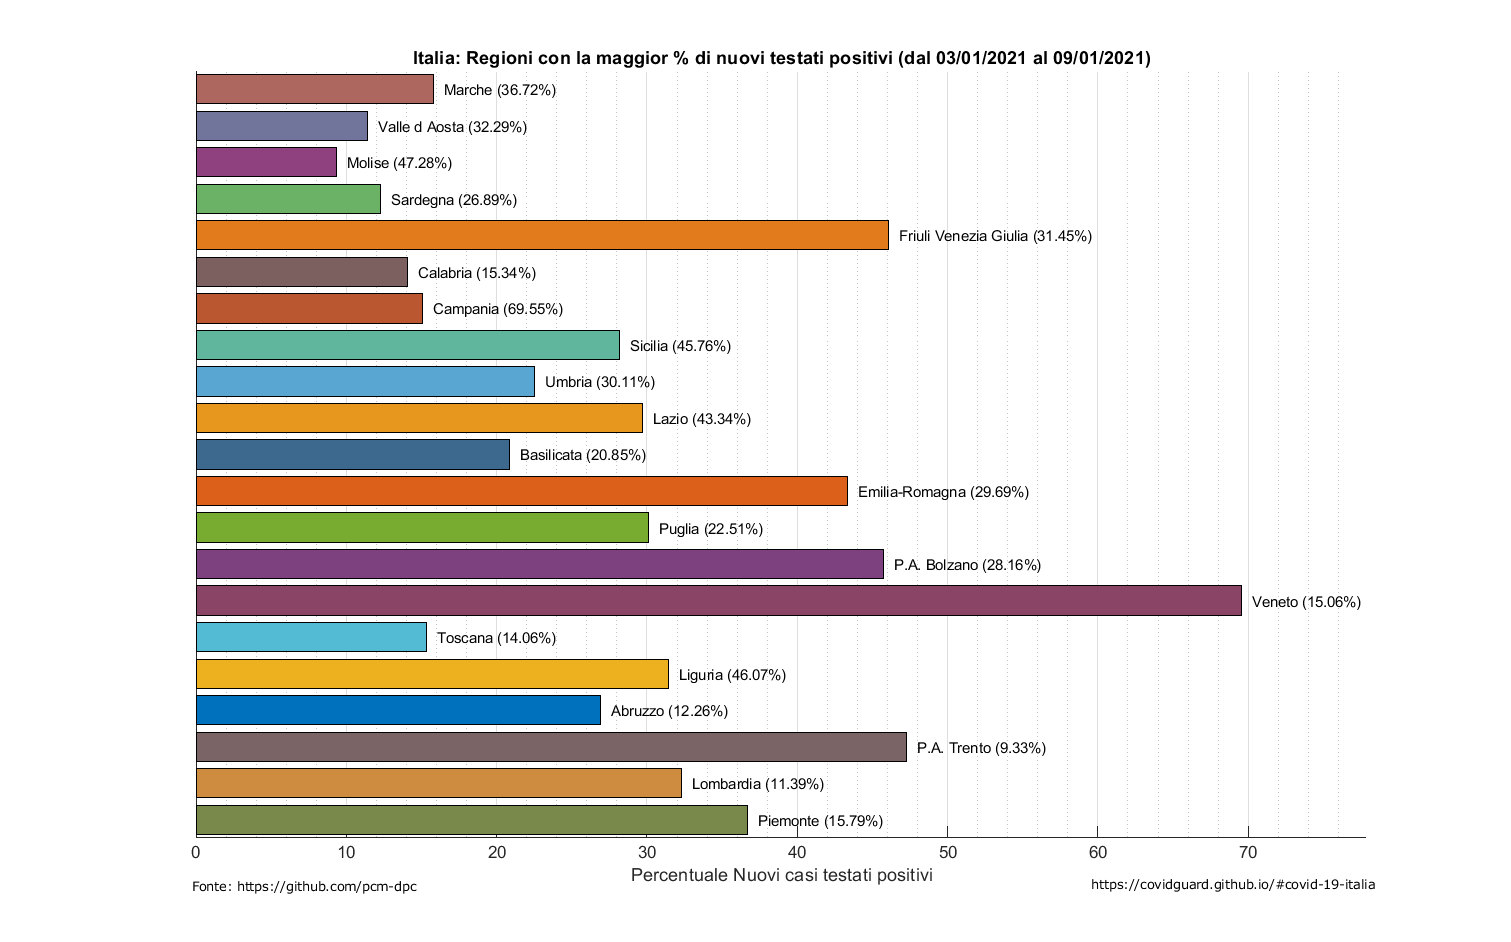 Italia: Regioni con la maggior % di nuovi testati positivi (dal 03/01/2021 al 09/01/2021)
Marche (36.72%)
Valle d Aosta (32.29%)
Molise (47.28%)
Sardegna (26.89%)
Friuli Venezia Giulia (31.45%)
Calabria (15.34%)
Campania (69.55%)
Sicilia (45.76%)
Umbria (30.11%)
Lazio (43.34%)
Basilicata (20.85%)
Emilia-Romagna (29.69%)
Puglia (22.51%)
P.A. Bolzano (28.16%)
Veneto (15.06%)
Toscana (14.06%)
Liguria (46.07%)
Abruzzo (12.26%)
P.A. Trento (9.33%)
Lombardia (11.39%)
Piemonte (15.79%)
0 10 20 30 40 50 60 70
Percentuale Nuovi casi testati positivi
Fonte: https://github.com/pcm-dpc
https://covidguard.github.io/#covid-19-italia